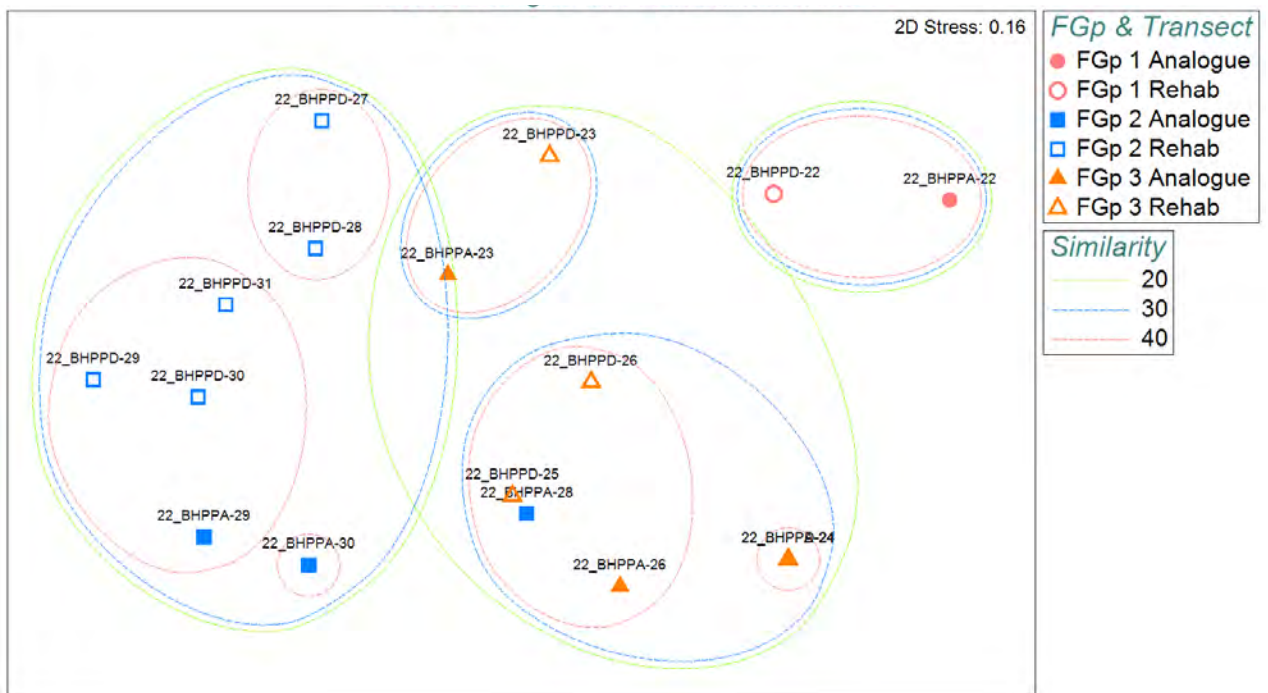 2D Stress: 0.16
22_BHPPD-27
22_BHPPD-23
22_BHPPD-22
22_BHPPA-22
22_BHPPD-28
22_BHPPA-23
22_BHPPD-31
22_BHPPD-29
22_BHPPD-30
22_BHPPD-26
22_BHPPD-25
22_BHPPA-28
22_BHPPA-29
22_BHPPA-30
22_BHPPA-26
FGp & Transect
FGp 1 Analogue
FGp 1 Rehab
FGp 2 Analogue
FGp 2 Rehab
FGp 3 Analogue
FGp 3 Rehab
Similarity
20
30
40